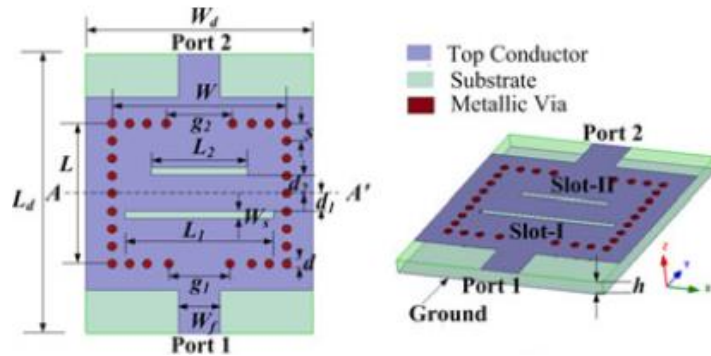 W_d
Port 2
W
g_2
s
L_2
L
d_2
L_d
A
A'
d_1
W_s
L_1
d
g_1
W_f
Port 1
Top Conductor
Substrate
Metallic Via
Port 2
Slot-II
Slot-I
Port 1
h
Ground
Z
Y
X